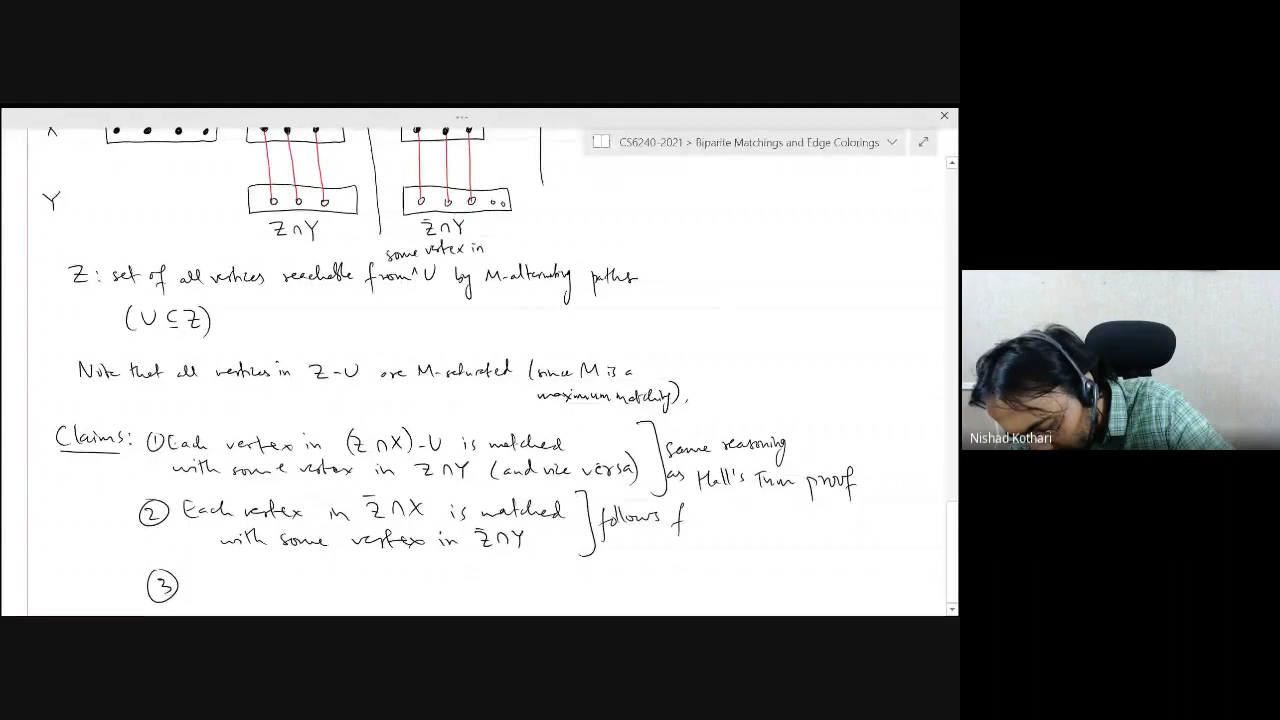 X
CS6240-2021 > Biparite Matchings and Edge Colorings
Y
Z ∩ Y
Z̄ ∩ Y
some vertex in
Z : set of all vertices reachable from ^ U by M-alternating paths
(U ⊆ Z)
Note that all vertices in Z-U are M-saturated (since M is a
maximum matching).
Claims: ① Each vertex in (Z ∩ X) - U is matched
with some vertex in Z ∩ Y (and vice versa)
same reasoning
as Hall's Thm proof
② Each vertex in Z̄ ∩ X is matched
with some vertex in Z̄ ∩ Y
follows f
③
Nishad Kothari